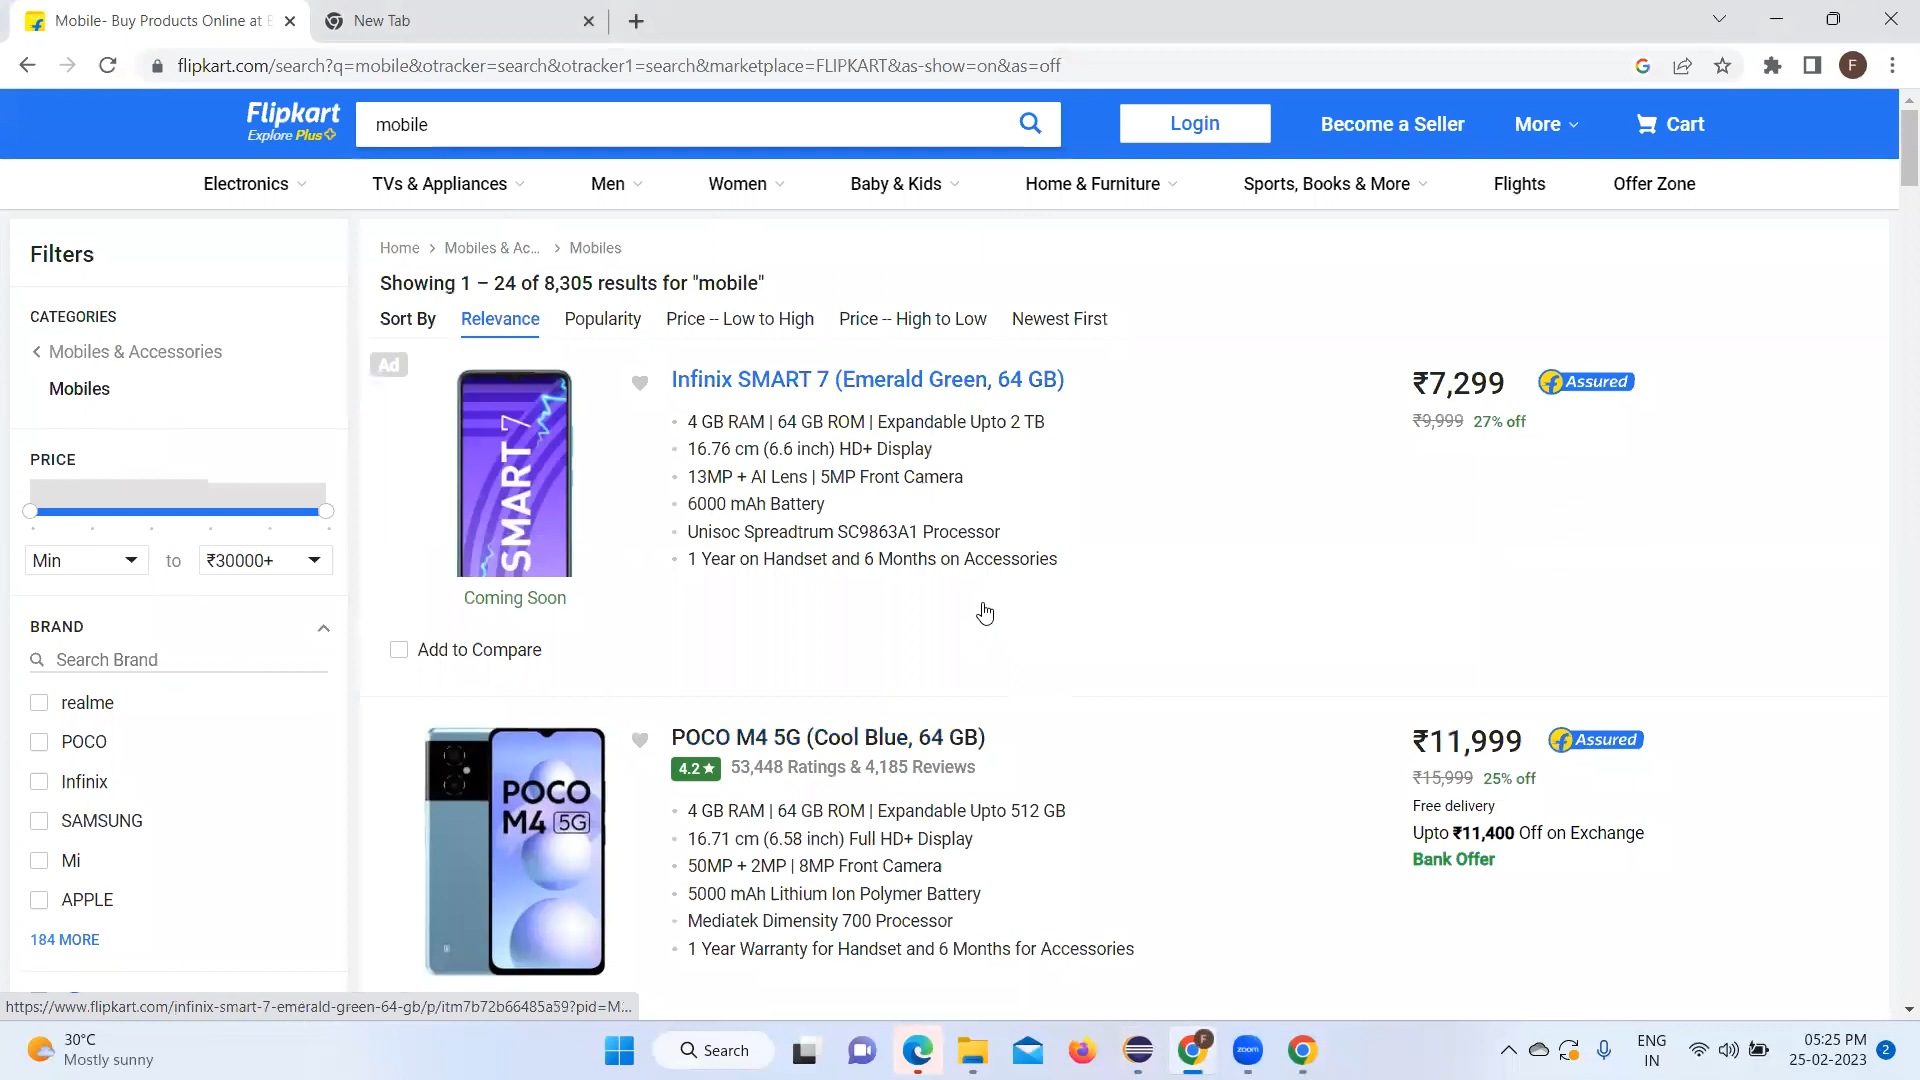 Mobile- Buy Products Online at
New Tab
flipkart.com/search?q=mobile&otracker=search&otracker1=search&marketplace=FLIPKART&as-show=on&as=off
F
Flipkart
Explore Plus
mobile
Login
Become a Seller
More
Cart
Electronics
TVs & Appliances
Men
Women
Baby & Kids
Home & Furniture
Sports, Books & More
Flights
Offer Zone
Filters
CATEGORIES
Mobiles & Accessories
Mobiles
PRICE
Min
to
₹30000+
BRAND
Search Brand
realme
POCO
Infinix
SAMSUNG
Mi
APPLE
184 MORE
Home > Mobiles & Ac... > Mobiles
Showing 1 – 24 of 8,305 results for "mobile"
Sort By
Relevance
Popularity
Price -- Low to High
Price -- High to Low
Newest First
Ad
SMART 7
Coming Soon
Add to Compare
Infinix SMART 7 (Emerald Green, 64 GB)
4 GB RAM | 64 GB ROM | Expandable Upto 2 TB
16.76 cm (6.6 inch) HD+ Display
13MP + AI Lens | 5MP Front Camera
6000 mAh Battery
Unisoc Spreadtrum SC9863A1 Processor
1 Year on Handset and 6 Months on Accessories
₹7,299
Assured
₹9,999 27% off
POCO
M4 5G
POCO M4 5G (Cool Blue, 64 GB)
4.2★ 53,448 Ratings & 4,185 Reviews
4 GB RAM | 64 GB ROM | Expandable Upto 512 GB
16.71 cm (6.58 inch) Full HD+ Display
50MP + 2MP | 8MP Front Camera
5000 mAh Lithium Ion Polymer Battery
Mediatek Dimensity 700 Processor
1 Year Warranty for Handset and 6 Months for Accessories
₹11,999
Assured
₹15,999 25% off
Free delivery
Upto ₹11,400 Off on Exchange
Bank Offer
https://www.flipkart.com/infinix-smart-7-emerald-green-64-gb/p/itm7b72b66485a59?pid=M...
30°C
Mostly sunny
Search
F
zoom
ENG
IN
05:25 PM
25-02-2023
2